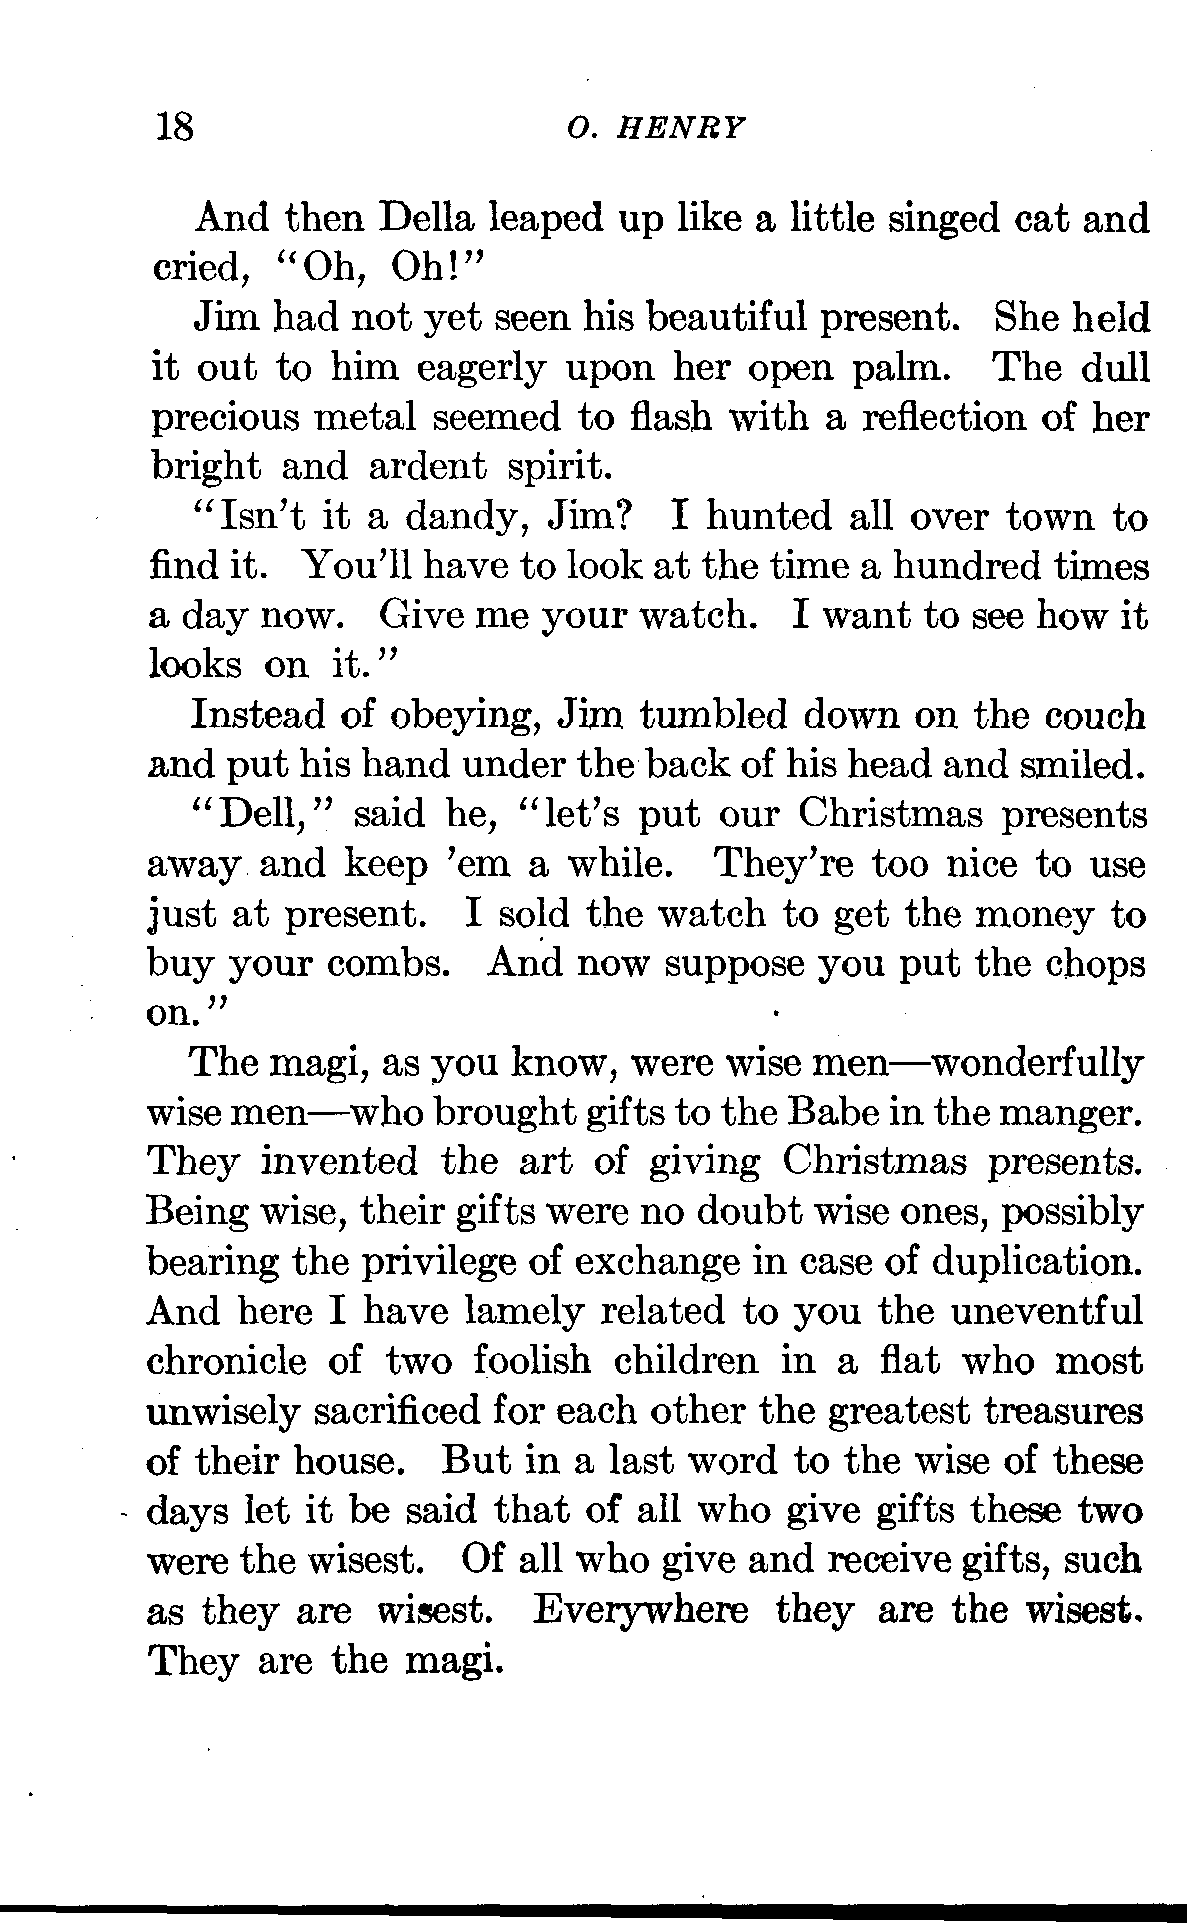 18 O. HENRY
And then Della leaped up like a little singed cat and
cried, "Oh, Oh!"
Jim had not yet seen his beautiful present. She held
it out to him eagerly upon her open palm. The dull
precious metal seemed to flash with a reflection of her
bright and ardent spirit.
"Isn't it a dandy, Jim? I hunted all over town to
find it. You'll have to look at the time a hundred times
a day now. Give me your watch. I want to see how it
looks on it."
Instead of obeying, Jim tumbled down on the couch
and put his hand under the back of his head and smiled.
"Dell," said he, "let's put our Christmas presents
away and keep 'em a while. They're too nice to use
just at present. I sold the watch to get the money to
buy your combs. And now suppose you put the chops
on."
The magi, as you know, were wise men—wonderfully
wise men—who brought gifts to the Babe in the manger.
They invented the art of giving Christmas presents.
Being wise, their gifts were no doubt wise ones, possibly
bearing the privilege of exchange in case of duplication.
And here I have lamely related to you the uneventful
chronicle of two foolish children in a flat who most
unwisely sacrificed for each other the greatest treasures
of their house. But in a last word to the wise of these
days let it be said that of all who give gifts these two
were the wisest. Of all who give and receive gifts, such
as they are wisest. Everywhere they are the wisest.
They are the magi.